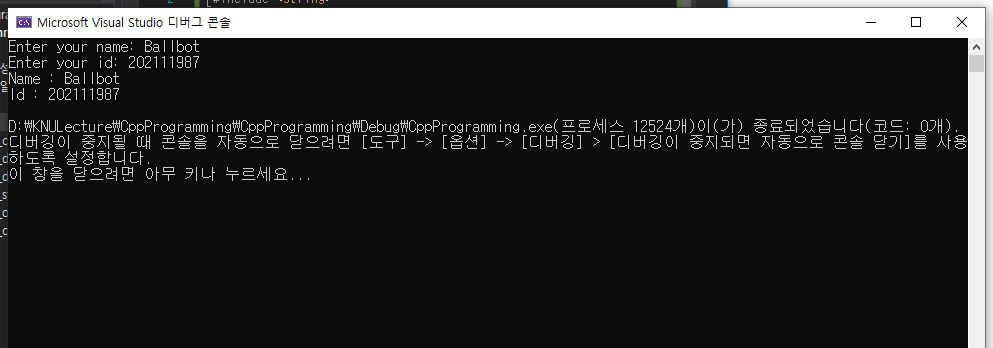 2
#include <string>
Microsoft Visual Studio 디버그 콘솔
Enter your name: Ballbot
Enter your id: 202111987
Name : Ballbot
Id : 202111987
D:\KNULecture\CppProgramming\CppProgramming\Debug\CppProgramming.exe(프로세스 12524개)이(가) 종료되었습니다(코드: 0개).
디버깅이 중지될 때 콘솔을 자동으로 닫으려면 [도구] -> [옵션] -> [디버깅] > [디버깅이 중지되면 자동으로 콘솔 닫기]를 사용
하도록 설정합니다.
이 창을 닫으려면 아무 키나 누르세요...